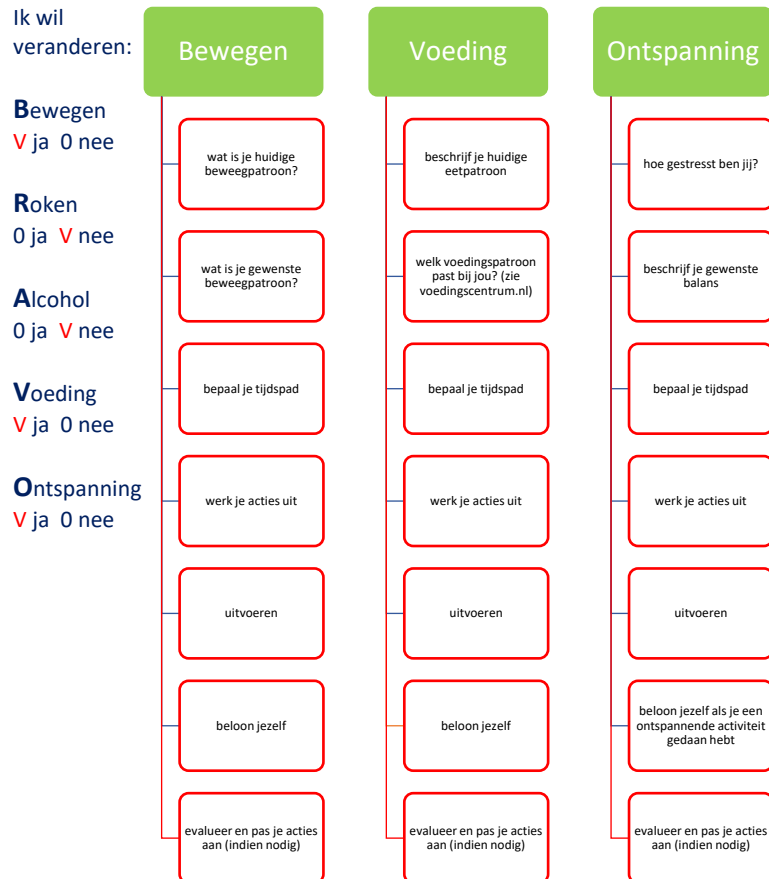 Ik wil
veranderen:
Bewegen
V ja 0 nee
Roken
0 ja V nee
Alcohol
0 ja V nee
Voeding
V ja 0 nee
Ontspanning
V ja 0 nee
Bewegen
wat is je huidige
beweegpatroon?
wat is je gewenste
beweegpatroon?
bepaal je tijdspad
werk je acties uit
uitvoeren
beloon jezelf
evalueer en pas je acties
aan (indien nodig)
Voeding
beschrijf je huidige
eetpatroon
welk voedingspatroon
past bij jou? (zie
voedingscentrum.nl)
bepaal je tijdspad
werk je acties uit
uitvoeren
beloon jezelf
evalueer en pas je acties
aan (indien nodig)
Ontspanning
hoe gestresst ben jij?
beschrijf je gewenste
balans
bepaal je tijdspad
werk je acties uit
uitvoeren
beloon jezelf als je een
ontspannende activiteit
gedaan hebt
evalueer en pas je acties
aan (indien nodig)